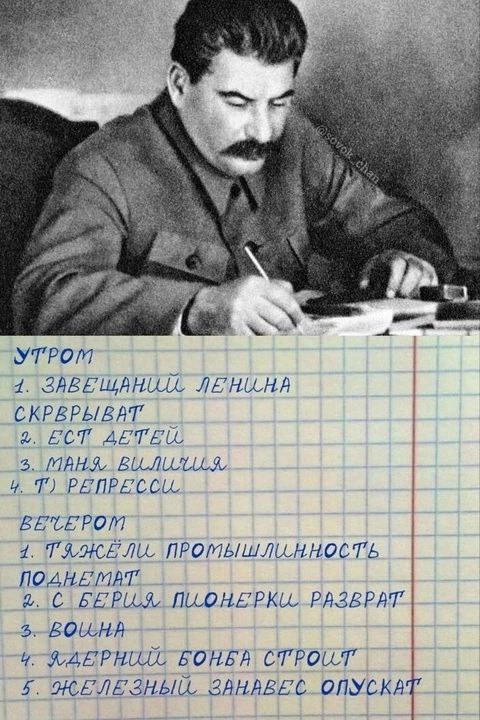 @sovok_chan
УТРОМ
1. ЗАВЕЩАНИЙ ЛЕНИНА
СКРВРЫВАТ
2. ЕСТ ДЕТЕЙ
3. МАНЯ ВИЛИЧИЯ
4. Т) РЕПРЕССИ
ВЕЧЕРОМ
1. ТЯЖЁЛИ ПРОМЫШЛИННОСТЬ
ПОДНЕМАТ
2. С БЕРИЯ ПИОНЕРКИ РАЗВРАТ
3. ВОИНА
4. ЯДЕРНИЙ БОНБА СТРОИТ
5. ЖЕЛЕЗНЫЙ ЗАНАВЕС ОПУСКАТ